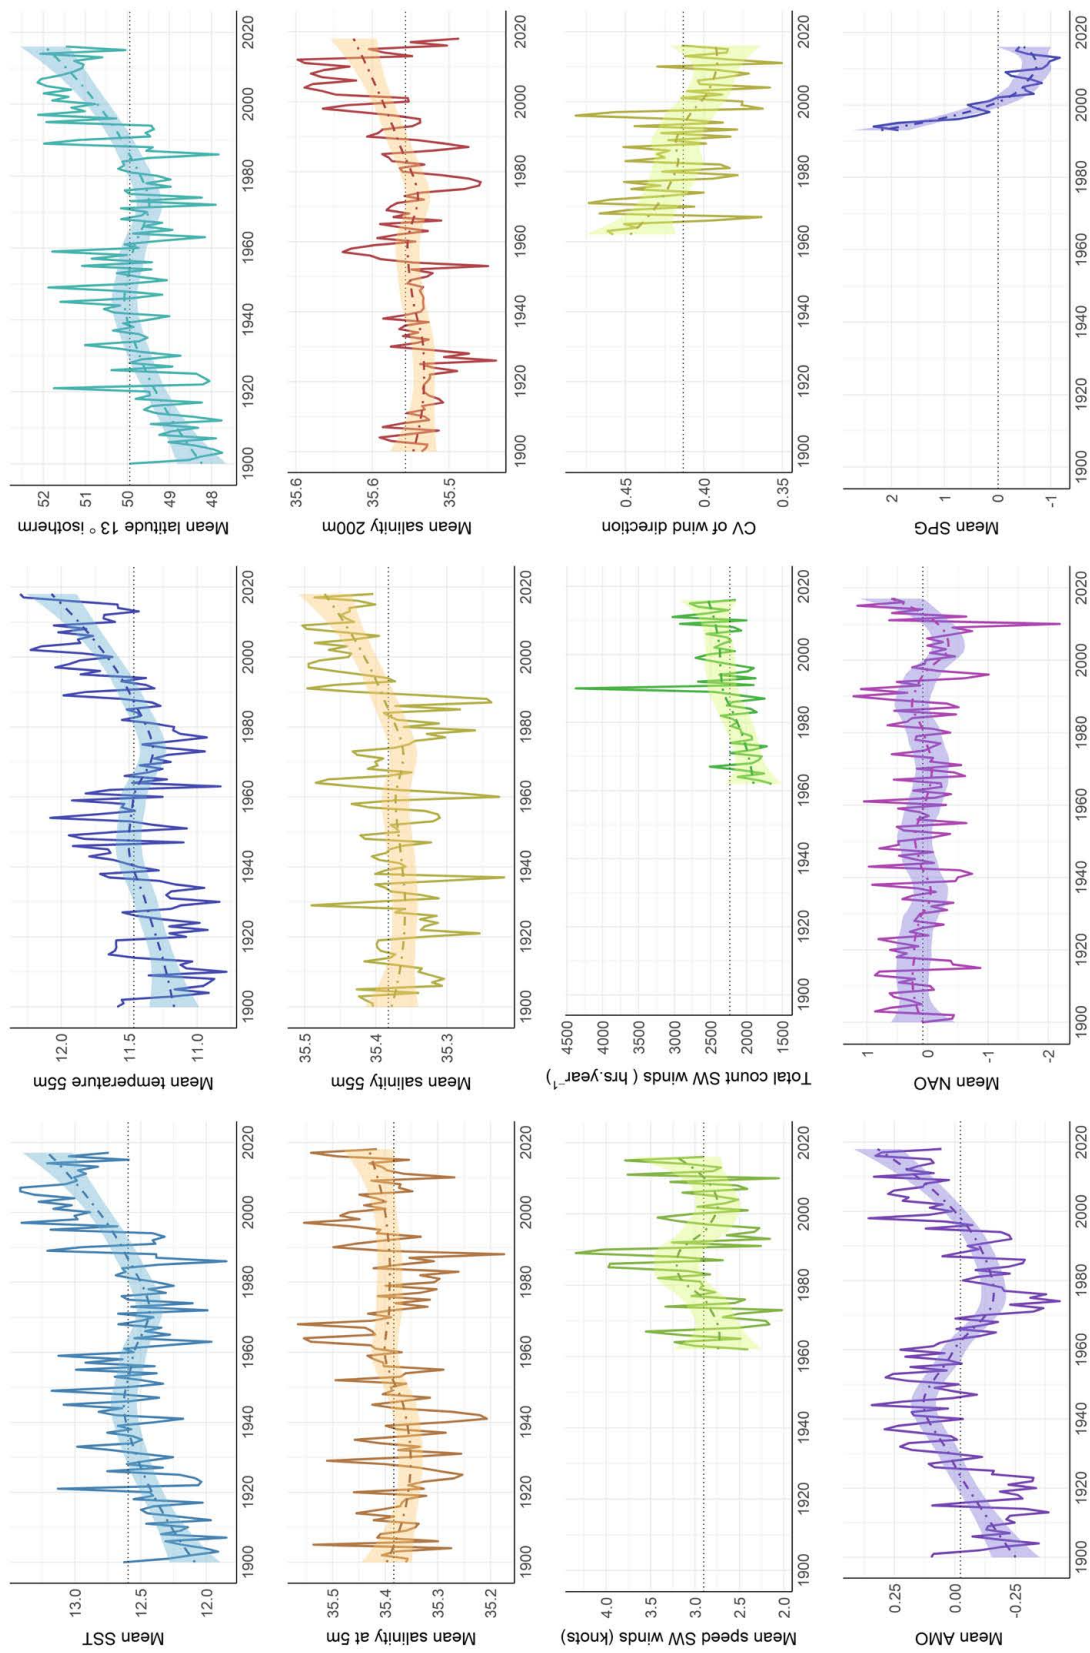 Mean SST
13.0
12.5
12.0
1900 1920 1940 1960 1980 2000 2020
Mean temperature 55m
12.0
11.5
11.0
1900 1920 1940 1960 1980 2000 2020
Mean latitude 13 ° isotherm
52
51
50
49
48
1900 1920 1940 1960 1980 2000 2020
Mean salinity at 5m
35.5
35.4
35.3
35.2
1900 1920 1940 1960 1980 2000 2020
Mean salinity 55m
35.5
35.4
35.3
1900 1920 1940 1960 1980 2000 2020
Mean salinity 200m
35.6
35.6
35.5
1900 1920 1940 1960 1980 2000 2020
Mean speed SW winds (knots)
4.0
3.5
3.0
2.5
2.0
1900 1920 1940 1960 1980 2000 2020
Total count SW winds ( hrs.year⁻¹)
4500
4000
3500
3000
2500
2000
1500
1900 1920 1940 1960 1980 2000 2020
CV of wind direction
0.45
0.40
0.35
1900 1920 1940 1960 1980 2000 2020
Mean AMO
0.25
0.00
-0.25
1900 1920 1940 1960 1980 2000 2020
Mean NAO
1
0
-1
-2
1900 1920 1940 1960 1980 2000 2020
Mean SPG
2
1
0
-1
1900 1920 1940 1960 1980 2000 2020